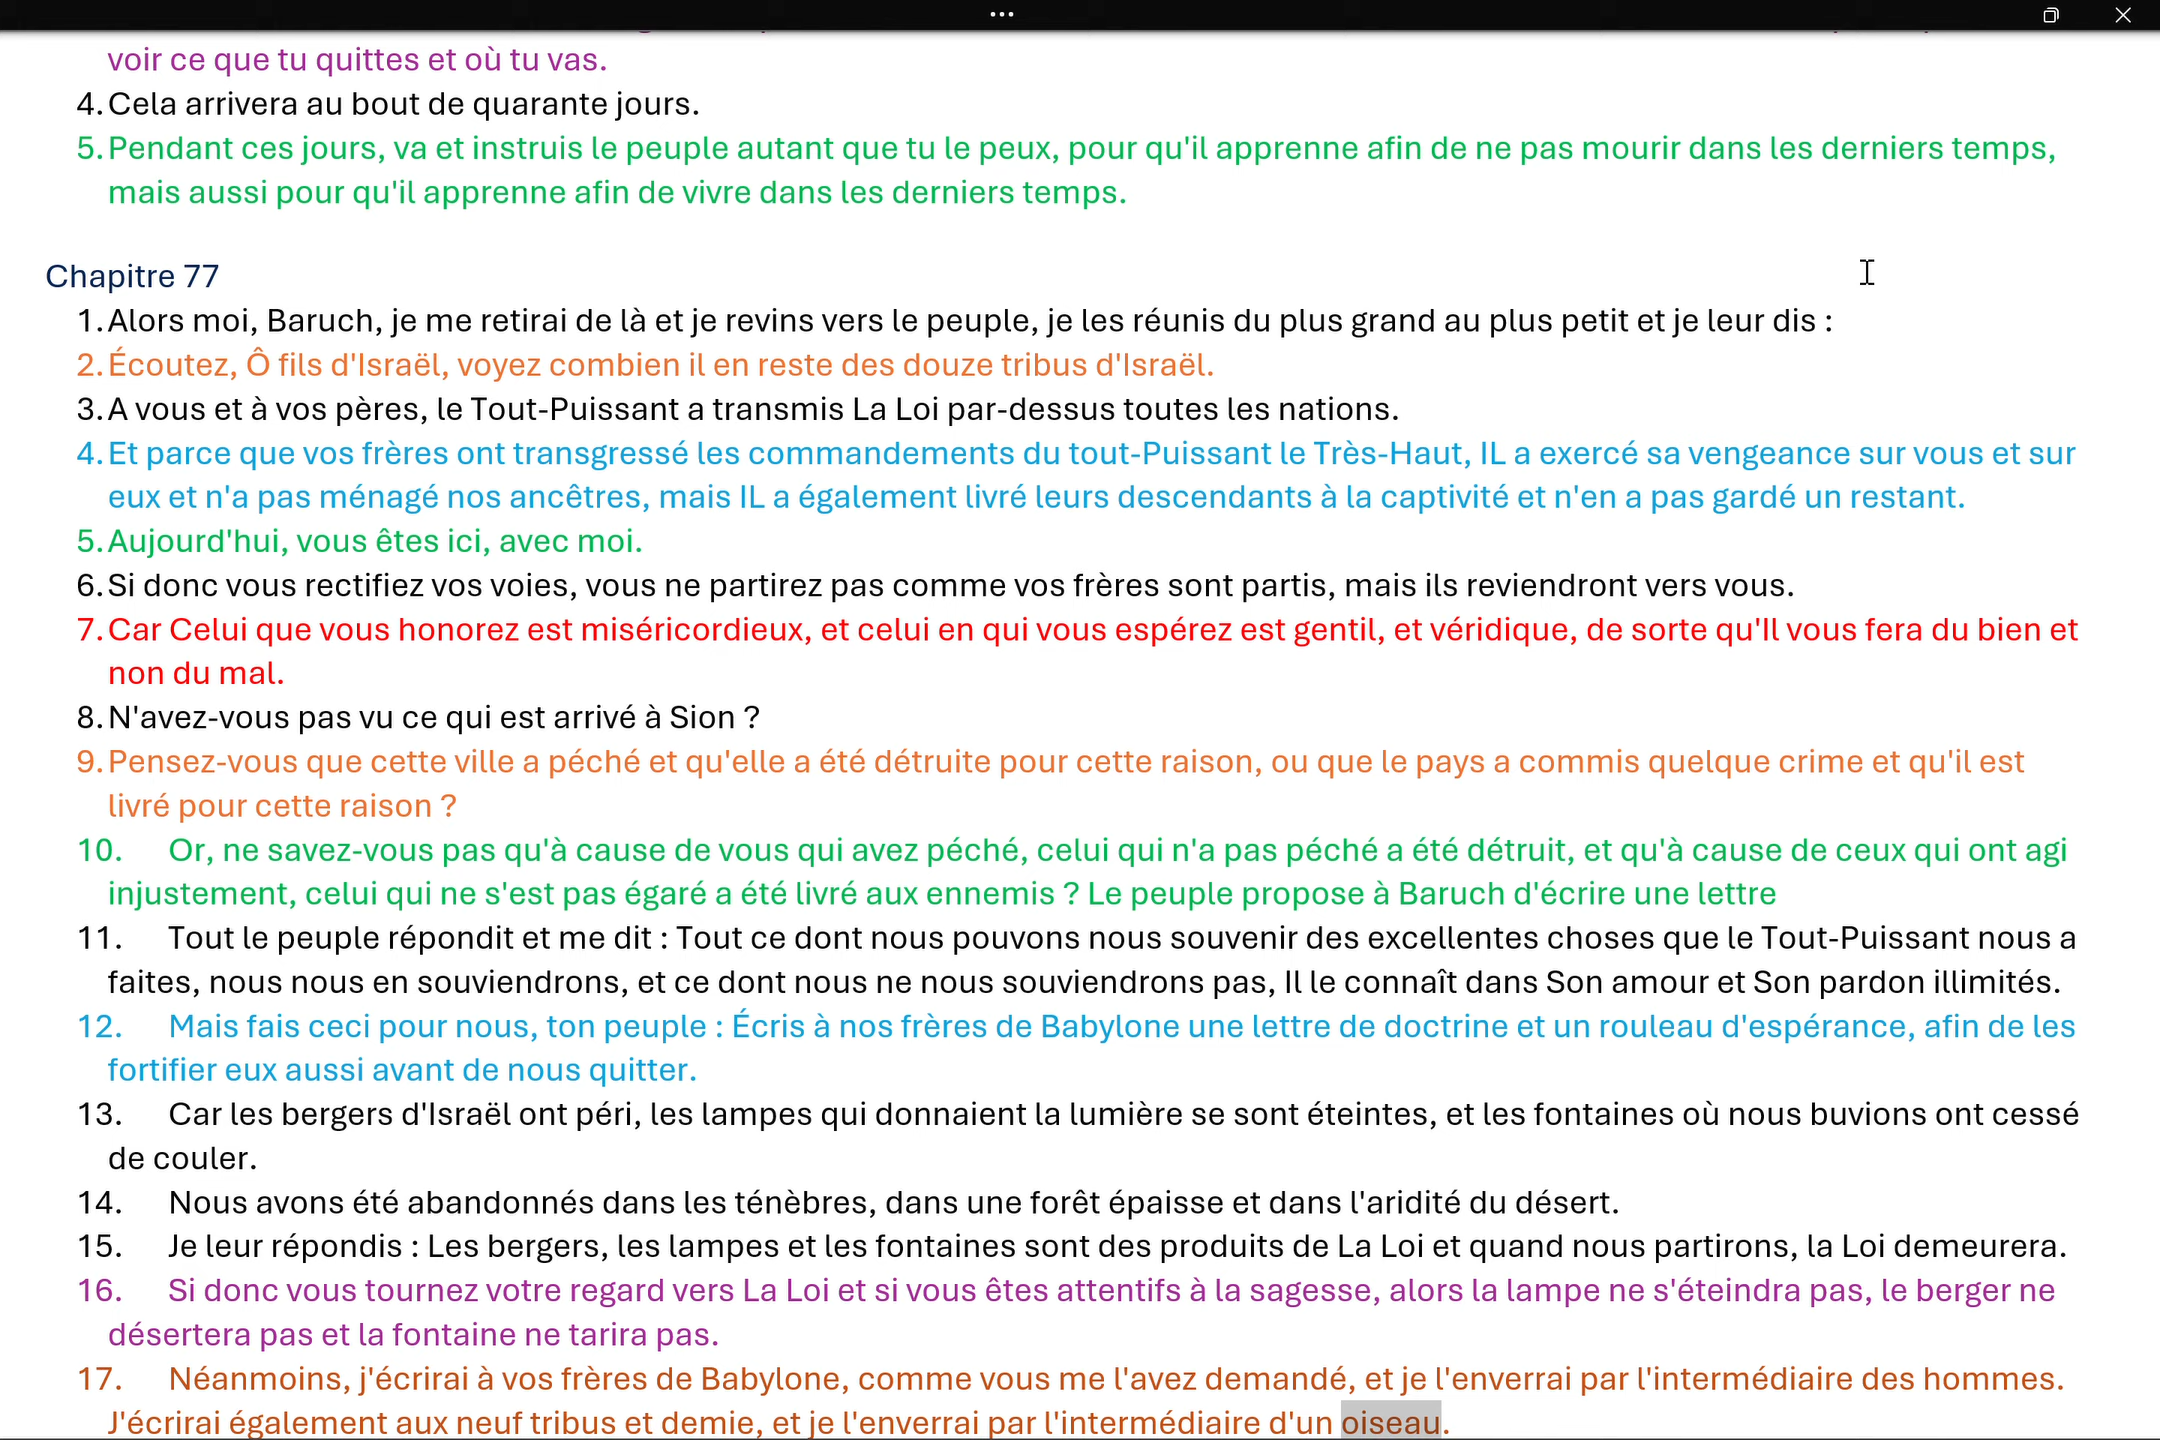 voir ce que tu quittes et où tu vas.
4. Cela arrivera au bout de quarante jours.
5. Pendant ces jours, va et instruis le peuple autant que tu le peux, pour qu'il apprenne afin de ne pas mourir dans les derniers temps,
mais aussi pour qu'il apprenne afin de vivre dans les derniers temps.
Chapitre 77
1. Alors moi, Baruch, je me retirai de là et je revins vers le peuple, je les réunis du plus grand au plus petit et je leur dis :
2. Écoutez, Ô fils d'Israël, voyez combien il en reste des douze tribus d'Israël.
3. A vous et à vos pères, le Tout-Puissant a transmis La Loi par-dessus toutes les nations.
4. Et parce que vos frères ont transgressé les commandements du tout-Puissant le Très-Haut, IL a exercé sa vengeance sur vous et sur
eux et n'a pas ménagé nos ancêtres, mais IL a également livré leurs descendants à la captivité et n'en a pas gardé un restant.
5. Aujourd'hui, vous êtes ici, avec moi.
6. Si donc vous rectifiez vos voies, vous ne partirez pas comme vos frères sont partis, mais ils reviendront vers vous.
7. Car Celui que vous honorez est miséricordieux, et celui en qui vous espérez est gentil, et véridique, de sorte qu'Il vous fera du bien et
non du mal.
8. N'avez-vous pas vu ce qui est arrivé à Sion ?
9. Pensez-vous que cette ville a péché et qu'elle a été détruite pour cette raison, ou que le pays a commis quelque crime et qu'il est
livré pour cette raison ?
10. Or, ne savez-vous pas qu'à cause de vous qui avez péché, celui qui n'a pas péché a été détruit, et qu'à cause de ceux qui ont agi
injustement, celui qui ne s'est pas égaré a été livré aux ennemis ? Le peuple propose à Baruch d'écrire une lettre
11. Tout le peuple répondit et me dit : Tout ce dont nous pouvons nous souvenir des excellentes choses que le Tout-Puissant nous a
faites, nous nous en souviendrons, et ce dont nous ne nous souviendrons pas, Il le connaît dans Son amour et Son pardon illimités.
12. Mais fais ceci pour nous, ton peuple : Écris à nos frères de Babylone une lettre de doctrine et un rouleau d'espérance, afin de les
fortifier eux aussi avant de nous quitter.
13. Car les bergers d'Israël ont péri, les lampes qui donnaient la lumière se sont éteintes, et les fontaines où nous buvions ont cessé
de couler.
14. Nous avons été abandonnés dans les ténèbres, dans une forêt épaisse et dans l'aridité du désert.
15. Je leur répondis : Les bergers, les lampes et les fontaines sont des produits de La Loi et quand nous partirons, la Loi demeurera.
16. Si donc vous tournez votre regard vers La Loi et si vous êtes attentifs à la sagesse, alors la lampe ne s'éteindra pas, le berger ne
désertera pas et la fontaine ne tarira pas.
17. Néanmoins, j'écrirai à vos frères de Babylone, comme vous me l'avez demandé, et je l'enverrai par l'intermédiaire des hommes.
J'écrirai également aux neuf tribus et demie, et je l'enverrai par l'intermédiaire d'un oiseau.